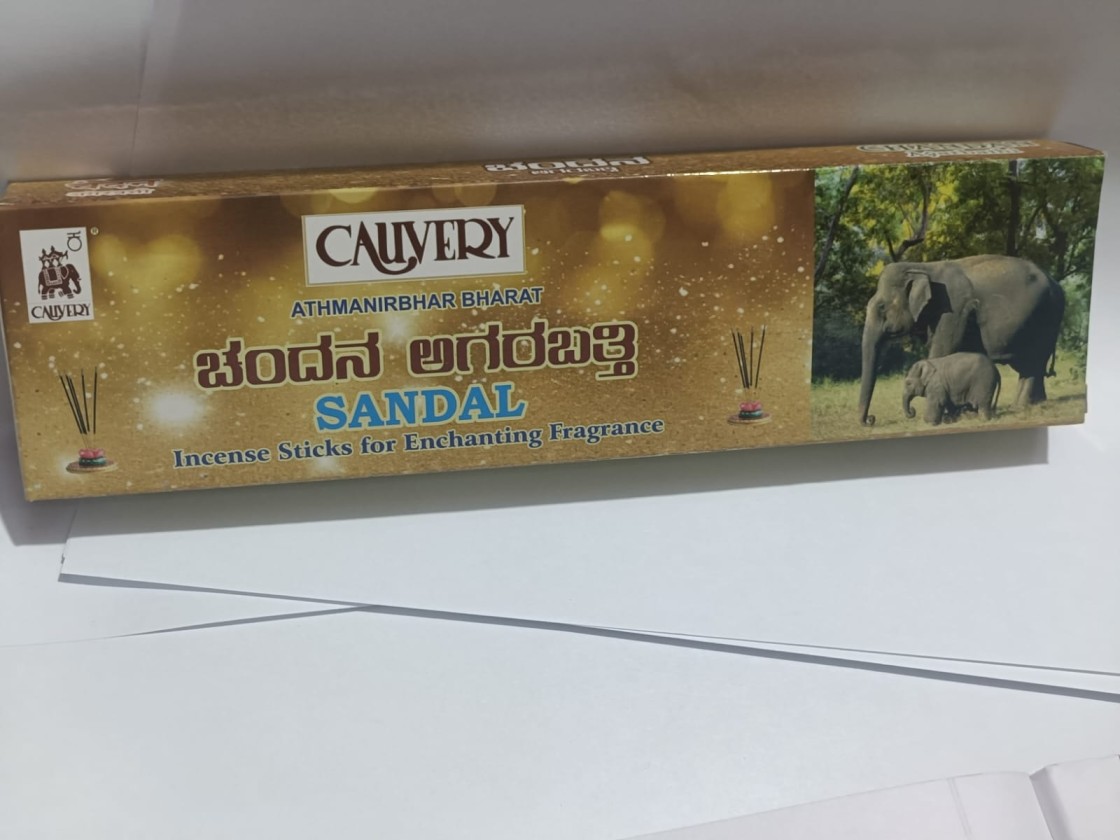 ಚಂದನ
CAUVERY
CAUVERY
ATHMANIRBHAR BHARAT
ಚಂದನ ಅಗರಬತ್ತಿ
SANDAL
Incense Sticks for Enchanting Fragrance